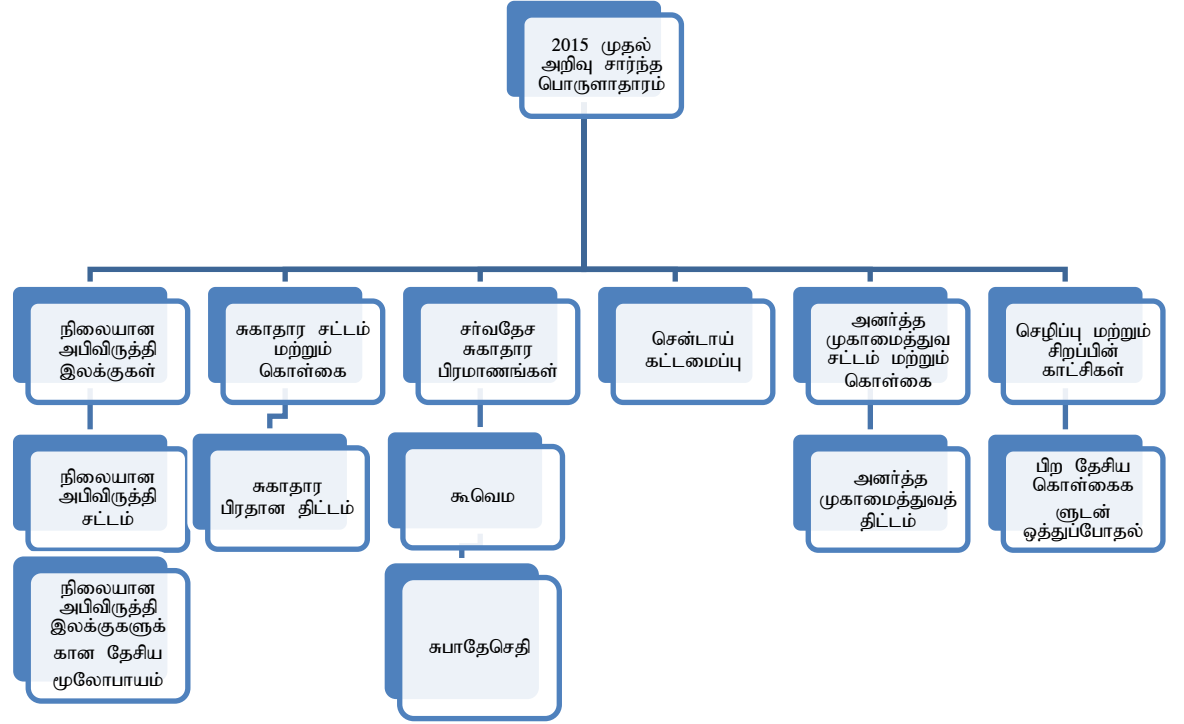 2015 முதல்
அறிவு சார்ந்த
பொருளாதாரம்
நிலையான
அபிவிருத்தி
இலக்குகள்
சுகாதார சட்டம்
மற்றும்
கொள்கை
சர்வதேச
சுகாதார
பிரமாணங்கள்
சென்டாய்
கட்டமைப்பு
அனர்த்த
முகாமைத்துவ
சட்டம் மற்றும்
கொள்கை
செழிப்பு மற்றும்
சிறப்பின்
காட்சிகள்
நிலையான
அபிவிருத்தி
சட்டம்
சுகாதார
பிரதான திட்டம்
கூவெம
அனர்த்த
முகாமைத்துவத்
திட்டம்
பிற தேசிய
கொள்கைக
ளுடன்
ஒத்துப்போதல்
நிலையான
அபிவிருத்தி
இலக்குகளுக்
கான தேசிய
மூலோபாயம்
சுபாதேசெதி